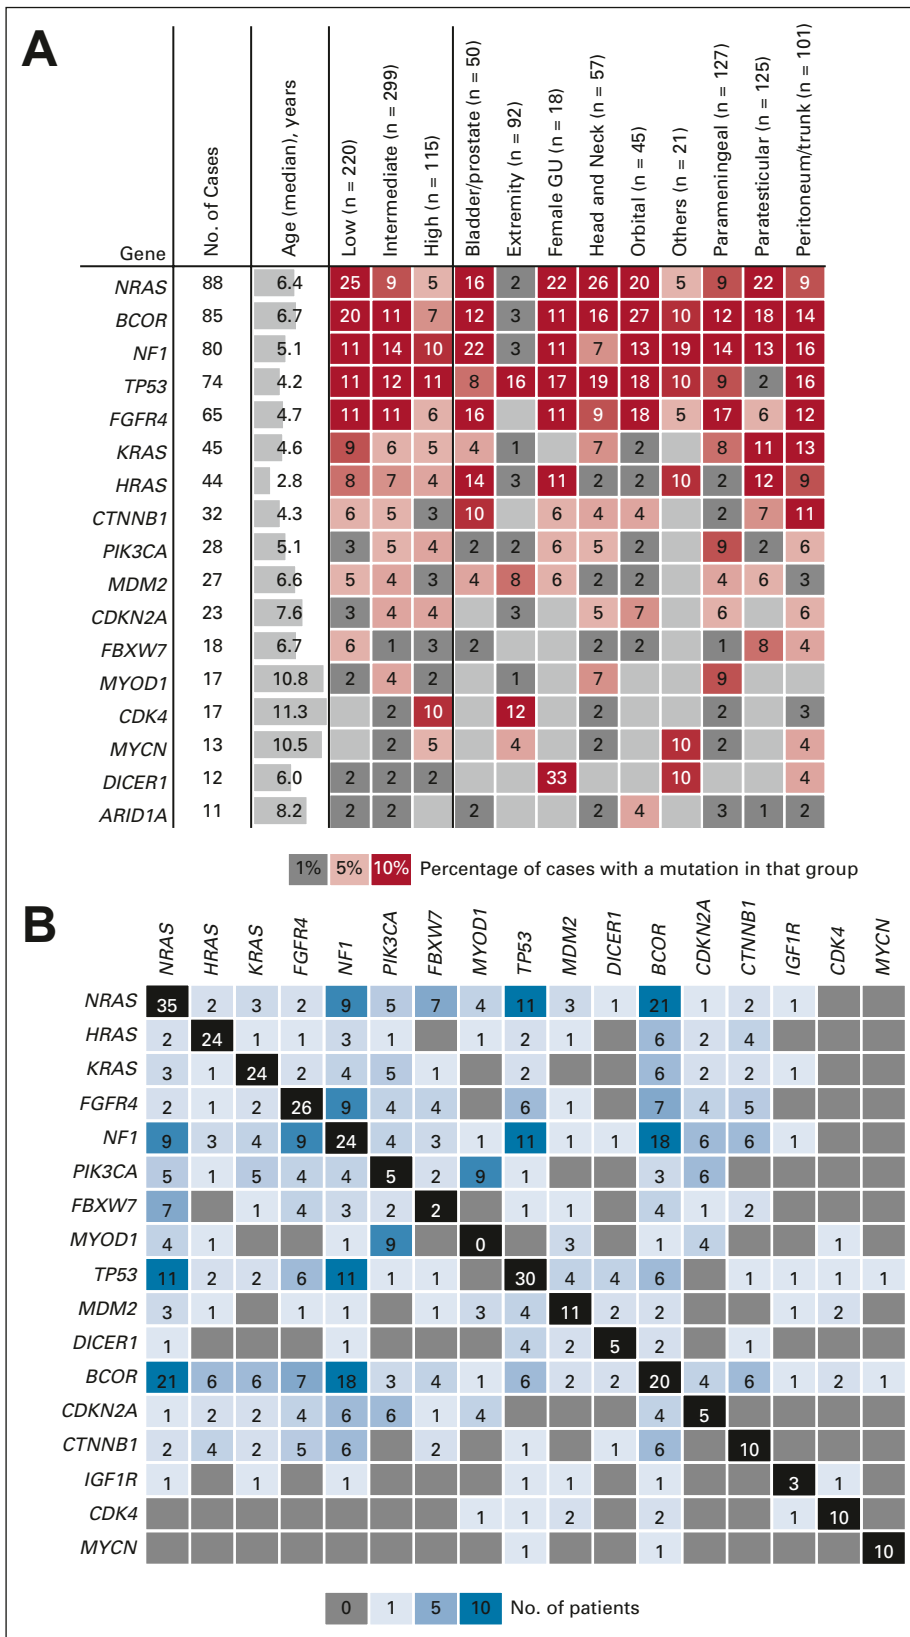 A
Gene No. of Cases Age (median), years Low (n = 220) Intermediate (n = 299) High (n = 115) Bladder/prostate (n = 50) Extremity (n = 92) Female GU (n = 18) Head and Neck (n = 57) Orbital (n = 45) Others (n = 21) Parameningeal (n = 127) Paratesticular (n = 125) Peritoneum/trunk (n = 101)
NRAS 88 6.4 25 9 5 16 2 22 26 20 5 9 22 9
BCOR 85 6.7 20 11 7 12 3 11 16 27 10 12 18 14
NF1 80 5.1 11 14 10 22 3 11 7 13 19 14 13 16
TP53 74 4.2 11 12 11 8 16 17 19 18 10 9 2 16
FGFR4 65 4.7 11 11 6 16 11 9 18 5 17 6 12
KRAS 45 4.6 9 6 5 4 1 7 2 8 11 13
HRAS 44 2.8 8 7 4 14 3 11 2 2 10 2 12 9
CTNNB1 32 4.3 6 5 3 10 6 4 4 2 7 11
PIK3CA 28 5.1 3 5 4 2 2 6 5 2 9 2 6
MDM2 27 6.6 5 4 3 4 8 6 2 2 4 6 3
CDKN2A 23 7.6 3 4 4 3 5 7 6 6
FBXW7 18 6.7 6 1 3 2 2 2 1 8 4
MYOD1 17 10.8 2 4 2 1 7 9
CDK4 17 11.3 2 10 12 2 2 3
MYCN 13 10.5 2 5 4 2 10 2 4
DICER1 12 6.0 2 2 2 33 10 4
ARID1A 11 8.2 2 2 2 2 4 3 1 2
1% 5% 10% Percentage of cases with a mutation in that group
B
NRAS HRAS KRAS FGFR4 NF1 PIK3CA FBXW7 MYOD1 TP53 MDM2 DICER1 BCOR CDKN2A CTNNB1 IGF1R CDK4 MYCN
NRAS 35 2 3 2 9 5 7 4 11 3 1 21 1 2 1
HRAS 2 24 1 1 3 1 1 2 1 6 2 4
KRAS 3 1 24 2 4 5 1 2 6 2 2 1
FGFR4 2 1 2 26 9 4 4 6 1 7 4 5
NF1 9 3 4 9 24 4 3 1 11 1 1 18 6 6 1
PIK3CA 5 1 5 4 4 5 2 9 1 3 6
FBXW7 7 1 4 3 2 2 1 1 4 1 2
MYOD1 4 1 1 9 0 3 1 4 1
TP53 11 2 2 6 11 1 1 30 4 4 6 1 1 1 1
MDM2 3 1 1 1 1 3 4 11 2 2 1 2
DICER1 1 1 4 2 5 2 1
BCOR 21 6 6 7 18 3 4 1 6 2 2 20 4 6 1 2 1
CDKN2A 1 2 2 4 6 6 1 4 4 5
CTNNB1 2 4 2 5 6 2 1 1 6 10
IGF1R 1 1 1 1 1 1 3 1
CDK4 1 1 2 2 1 10
MYCN 1 1 10
0 1 5 10 No. of patients